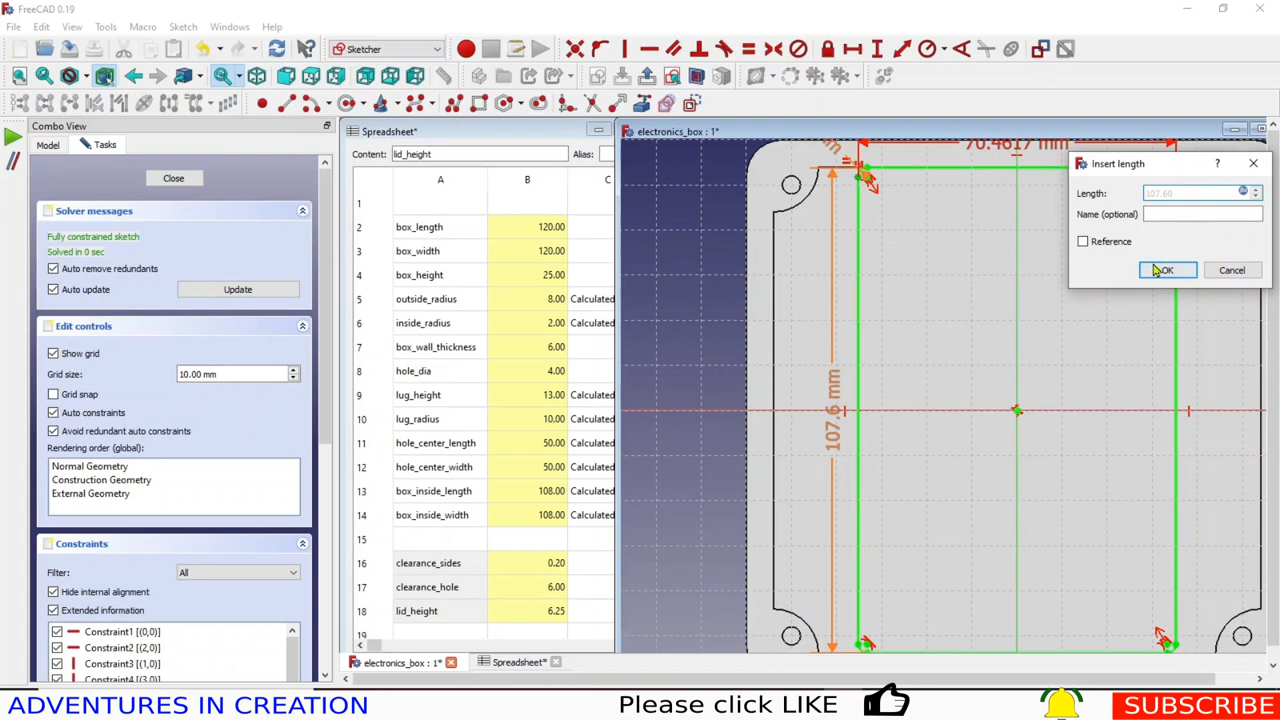 FreeCAD 0.19
File Edit View Tools Macro Sketch Windows Help
Sketcher
Combo View
Model Tasks
Close
Solver messages
Fully constrained sketch
Solved in 0 sec
Auto remove redundants
Auto update Update
Edit controls
Show grid
Grid size: 10.00 mm
Grid snap
Auto constraints
Avoid redundant auto constraints
Rendering order (global):
Normal Geometry
Construction Geometry
External Geometry
Constraints
Filter: All
Hide internal alignment
Extended information
Constraint1 [(0,0)]
Constraint2 [(2,0)]
Constraint3 [(1,0)]
Constraint4 [(3,0)]
Spreadsheet*
Content: lid_height Alias:
A B C
1
2 box_length 120.00
3 box_width 120.00
4 box_height 25.00
5 outside_radius 8.00 Calculated
6 inside_radius 2.00 Calculated
7 box_wall_thickness 6.00
8 hole_dia 4.00
9 lug_height 13.00 Calculated
10 lug_radius 10.00 Calculated
11 hole_center_length 50.00 Calculated
12 hole_center_width 50.00 Calculated
13 box_inside_length 108.00 Calculated
14 box_inside_width 108.00 Calculated
15
16 clearance_sides 0.20
17 clearance_hole 6.00
18 lid_height 6.25
19
electronics_box : 1*
70.4617 mm
107.6 mm
Insert length
Length: 107.60
Name (optional)
Reference
OK Cancel
electronics_box : 1* Spreadsheet*
ADVENTURES IN CREATION Please click LIKE SUBSCRIBE